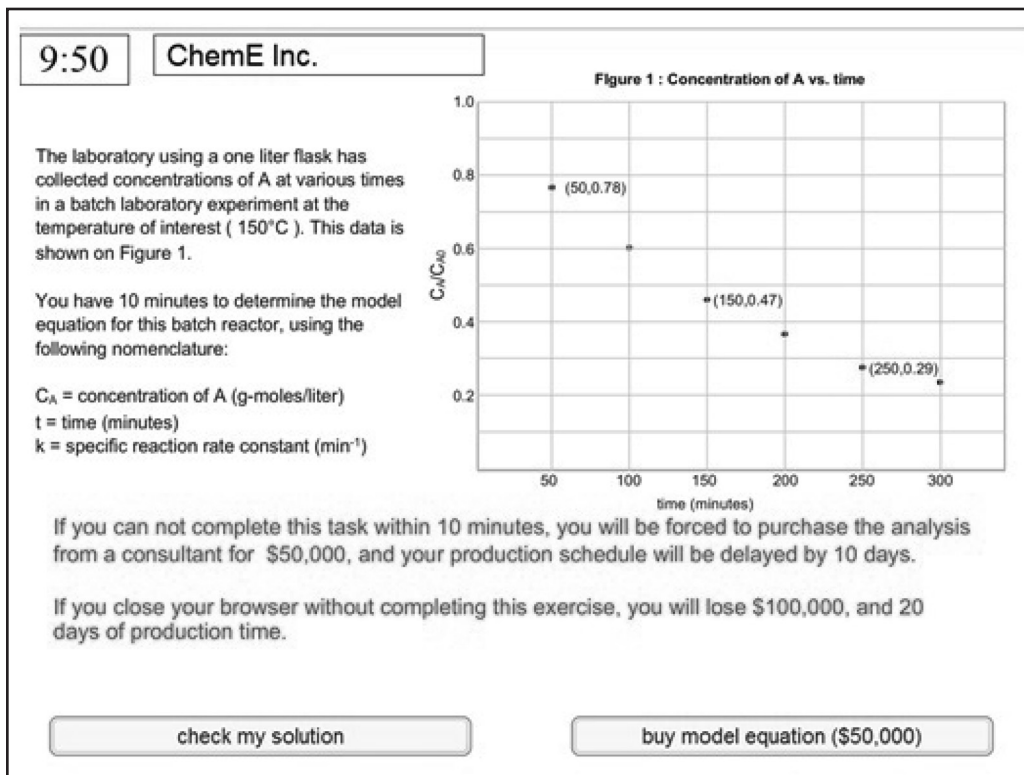 9:50
ChemE Inc.
The laboratory using a one liter flask has
collected concentrations of A at various times
in a batch laboratory experiment at the
temperature of interest ( 150°C ). This data is
shown on Figure 1.
You have 10 minutes to determine the model
equation for this batch reactor, using the
following nomenclature:
CA = concentration of A (g-moles/liter)
t = time (minutes)
k = specific reaction rate constant (min-1)
Figure 1 : Concentration of A vs. time
CA/CA0
1.0
0.8
0.6
0.4
0.2
(50,0.78)
(150,0.47)
(250,0.29)
50 100 150 200 250 300
time (minutes)
If you can not complete this task within 10 minutes, you will be forced to purchase the analysis
from a consultant for $50,000, and your production schedule will be delayed by 10 days.
If you close your browser without completing this exercise, you will lose $100,000, and 20
days of production time.
check my solution
buy model equation ($50,000)